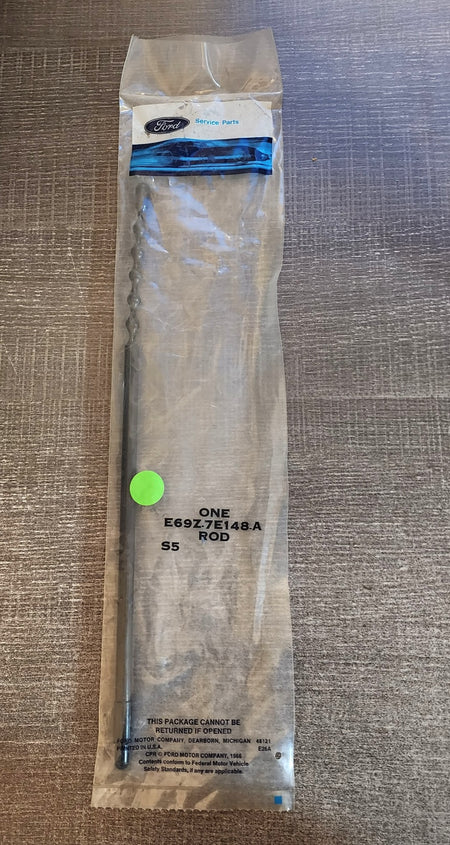 Ford
Service Parts
ONE
E69Z-7E148-A
ROD
S5
THIS PACKAGE CANNOT BE
RETURNED IF OPENED
FORD MOTOR COMPANY, DEARBORN, MICHIGAN 48121
PRINTED IN U.S.A. E26A
CPR © FORD MOTOR COMPANY, 1966
Contents conform to Federal Motor Vehicle
Safety Standards, if any are applicable.